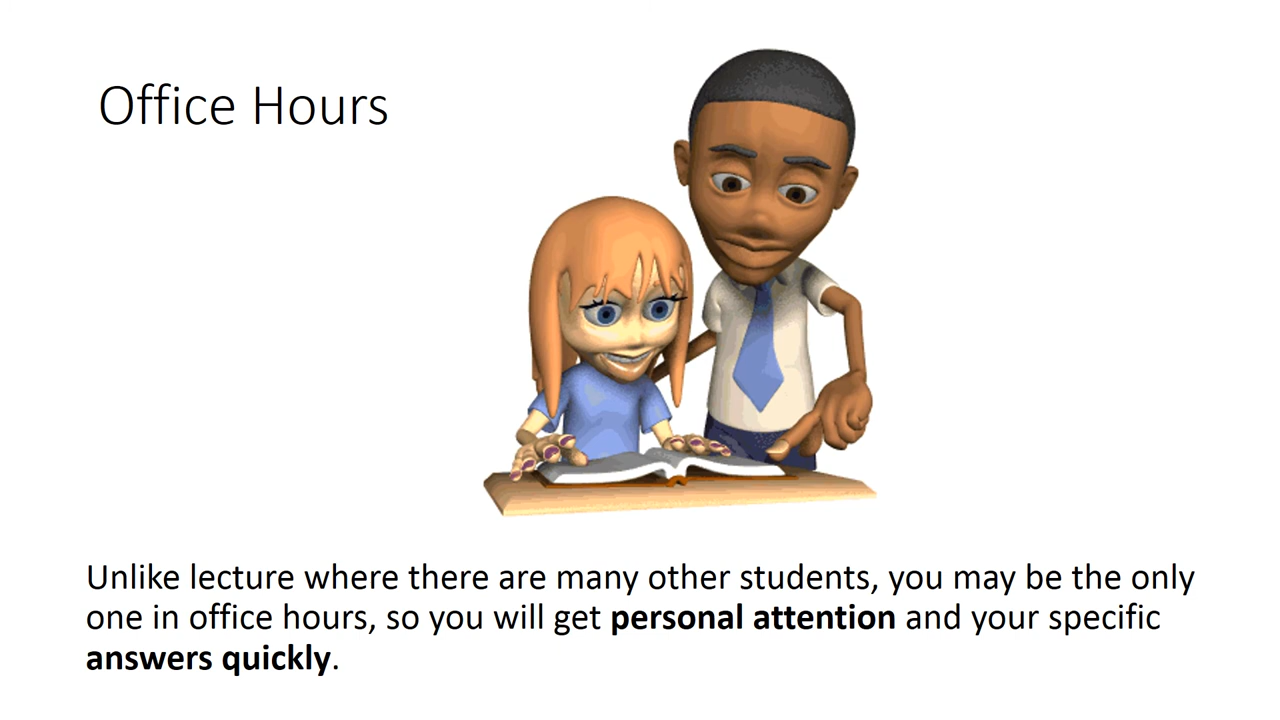 Office Hours
Unlike lecture where there are many other students, you may be the only
one in office hours, so you will get personal attention and your specific
answers quickly.